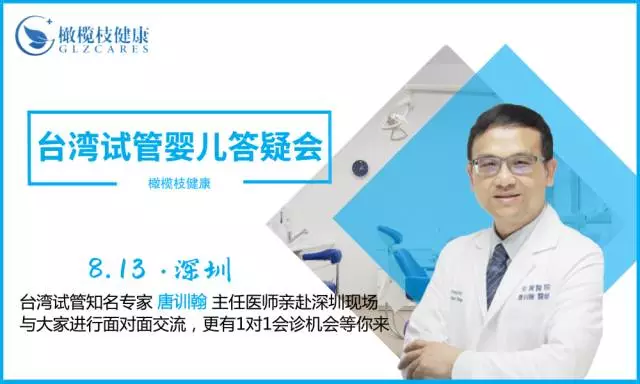 橄榄枝健康
GLZCARES
台湾试管婴儿答疑会
橄榄枝健康
8.13 · 深圳
台湾试管知名专家 唐训翰 主任医师亲赴深圳现场
与大家进行面对面交流，更有1对1会诊机会等你来